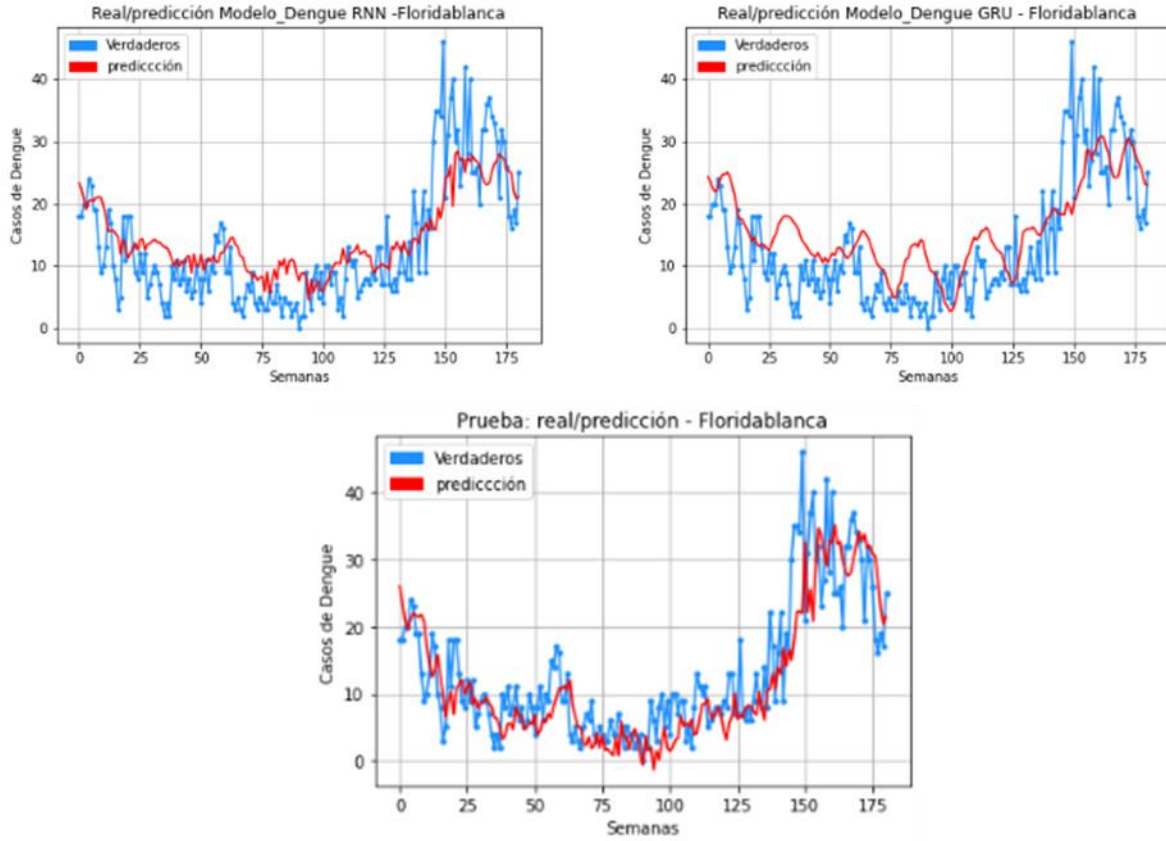 Real/predicción Modelo_Dengue RNN -Floridablanca
Verdaderos
prediccción
Casos de Dengue
40
30
20
10
0
0 25 50 75 100 125 150 175
Semanas
Real/predicción Modelo_Dengue GRU - Floridablanca
Verdaderos
prediccción
Casos de Dengue
40
30
20
10
0
0 25 50 75 100 125 150 175
Semanas
Prueba: real/predicción - Floridablanca
Verdaderos
prediccción
Casos de Dengue
40
30
20
10
0
0 25 50 75 100 125 150 175
Semanas